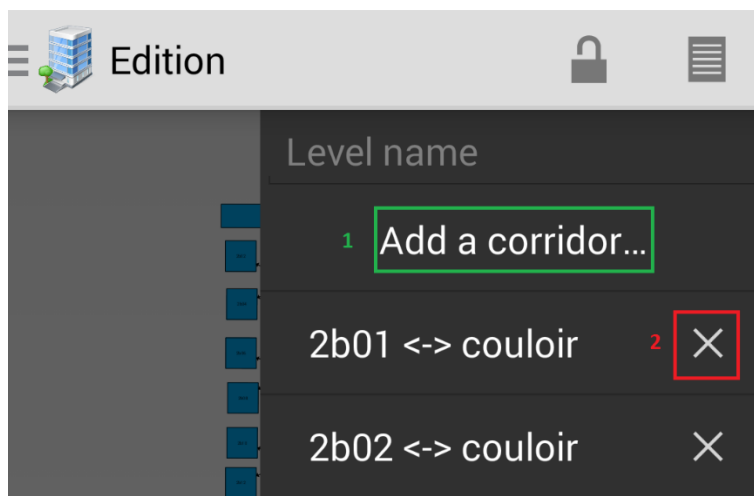 Edition
Level name
1 Add a corridor...
2b01 <-> couloir 2
2b02 <-> couloir